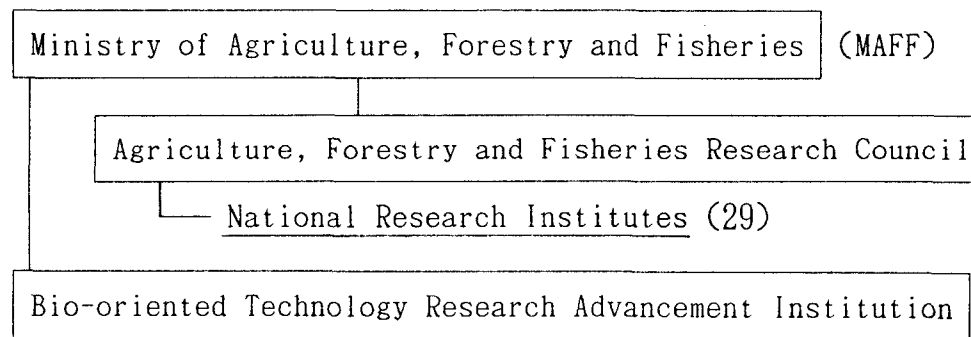 Ministry of Agriculture, Forestry and Fisheries (MAFF)
Agriculture, Forestry and Fisheries Research Council
National Research Institutes (29)
Bio-oriented Technology Research Advancement Institution